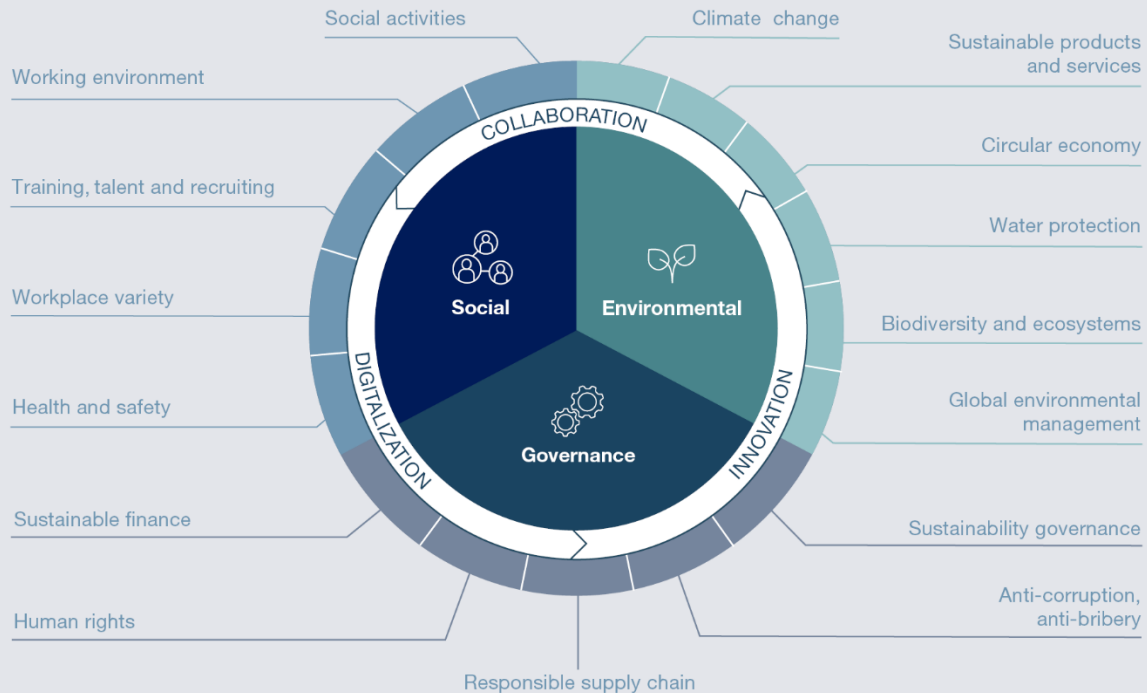 Social activities
Climate change
Sustainable products
and services
Working environment
Circular economy
Training, talent and recruiting
Water protection
Workplace variety
Biodiversity and ecosystems
Health and safety
Global environmental
management
Sustainable finance
Sustainability governance
Human rights
Anti-corruption,
anti-bribery
Responsible supply chain
COLLABORATION
DIGITALIZATION
INNOVATION
Social
Environmental
Governance